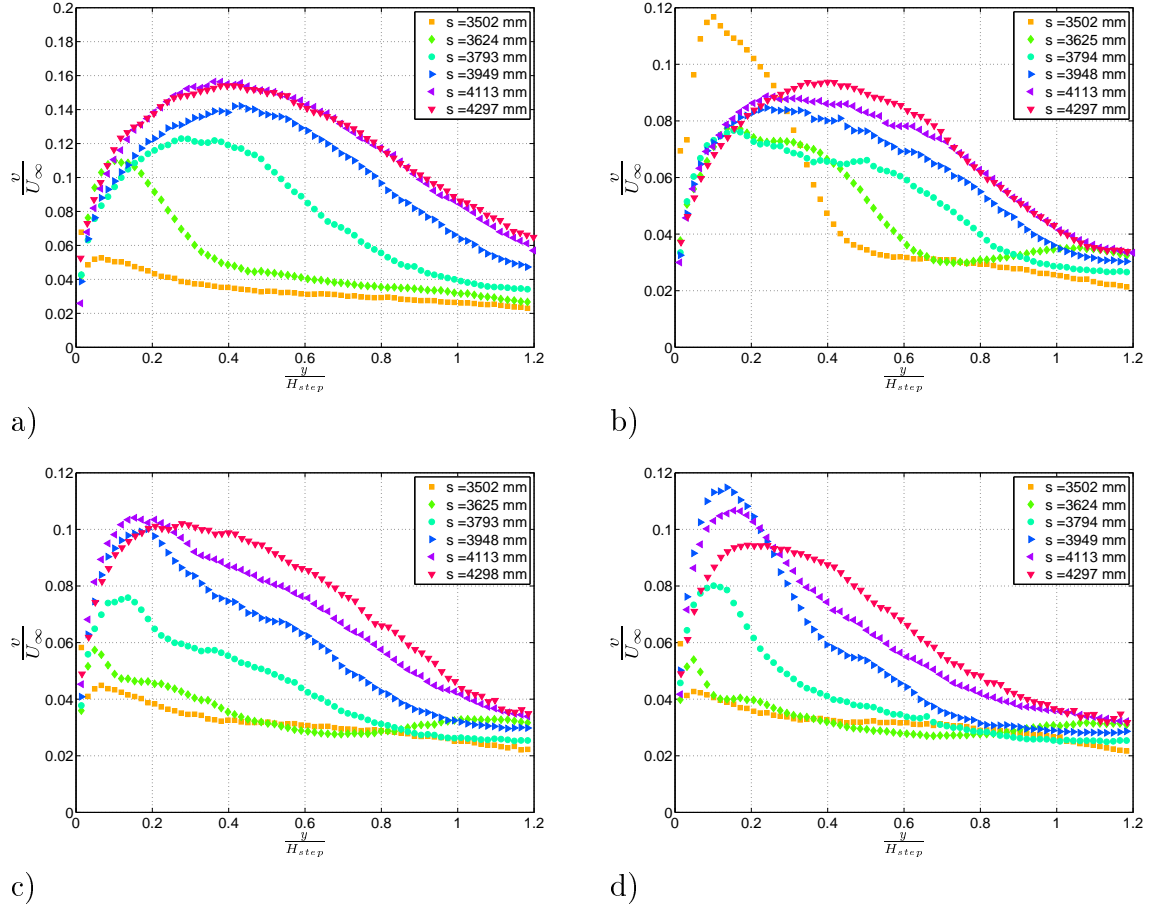 0.2
0.18
0.16
0.14
0.12
0.1
0.08
0.06
0.04
0.02
0
v
U∞
0 0.2 0.4 0.6 0.8 1 1.2
y
Hstep
s =3502 mm
s =3624 mm
s =3793 mm
s =3949 mm
s =4113 mm
s =4297 mm
a)
0.12
0.1
0.08
0.06
0.04
0.02
0
v
U∞
0 0.2 0.4 0.6 0.8 1 1.2
y
Hstep
s =3502 mm
s =3625 mm
s =3794 mm
s =3948 mm
s =4113 mm
s =4297 mm
b)
0.12
0.1
0.08
0.06
0.04
0.02
0
v
U∞
0 0.2 0.4 0.6 0.8 1 1.2
y
Hstep
s =3502 mm
s =3625 mm
s =3793 mm
s =3948 mm
s =4113 mm
s =4298 mm
c)
0.12
0.1
0.08
0.06
0.04
0.02
0
v
U∞
0 0.2 0.4 0.6 0.8 1 1.2
y
Hstep
s =3502 mm
s =3624 mm
s =3794 mm
s =3949 mm
s =4113 mm
s =4297 mm
d)